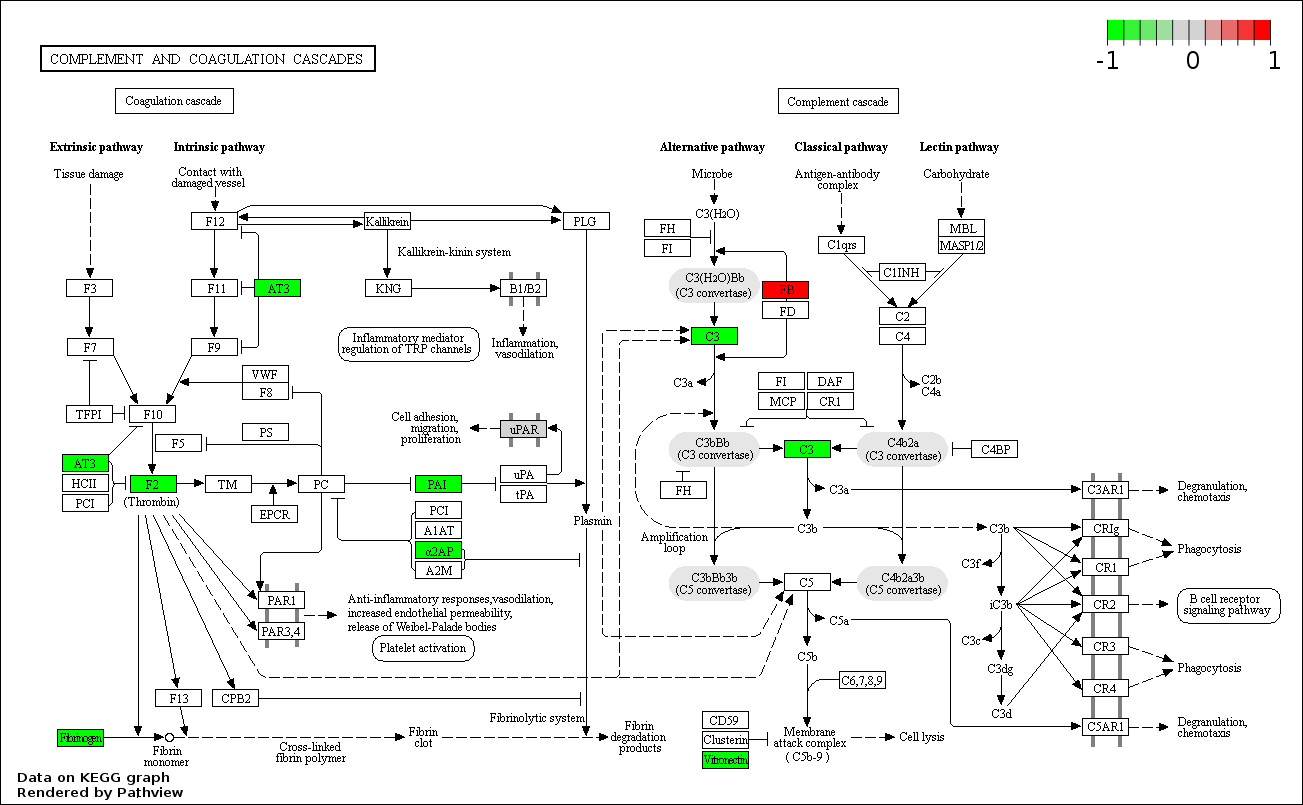 COMPLEMENT AND COAGULATION CASCADES
-1 0 1
Coagulation cascade
Complement cascade
Extrinsic pathway
Intrinsic pathway
Alternative pathway
Classical pathway
Lectin pathway
Tissue damage
Contact with
damaged vessel
Microbe
Antigen-antibody
complex
Carbohydrate
F12
Kallikrein
PLG
C3(H2O)
FH
FI
C1qrs
MBL
MASP1/2
Kallikrein-kinin system
C1INH
F3
F11
AT3
KNG
B1/B2
C3(H2O)Bb
(C3 convertase)
FB
FD
C2
C4
F7
F9
Inflammatory mediator
regulation of TRP channels
Inflammation,
vasodilation
C3
VWF
F8
C3a
FI
DAF
MCP
CR1
C2b
C4a
TFPI
F10
F5
PS
Cell adhesion,
migration,
proliferation
uPAR
C3bBb
(C3 convertase)
C3
C4b2a
(C3 convertase)
C4BP
AT3
HCII
PCI
F2
(Thrombin)
TM
EPCR
PC
PAI
uPA
tPA
FH
C3a
C3AR1
Degranulation,
chemotaxis
PCI
A1AT
α2AP
A2M
Plasmin
Amplification
loop
C3b
C3b
CRIg
Phagocytosis
C3f
CR1
C3bBb3b
(C5 convertase)
C5
C4b2a3b
(C5 convertase)
PAR1
PAR3,4
Anti-inflammatory responses,vasodilation,
increased endothelial permeability,
release of Weibel-Palade bodies
Platelet activation
iC3b
CR2
B cell receptor
signaling pathway
C5a
C3c
CR3
C5b
C3dg
Phagocytosis
C6,7,8,9
CR4
C3d
F13
CPB2
Fibrinolytic system
CD59
Clusterin
Vitronectin
Membrane
attack complex
( C5b-9 )
Cell lysis
C5AR1
Degranulation,
chemotaxis
Fibrinogen
Fibrin
monomer
Cross-linked
fibrin polymer
Fibrin
clot
Fibrin
degradation
products
Data on KEGG graph
Rendered by Pathview